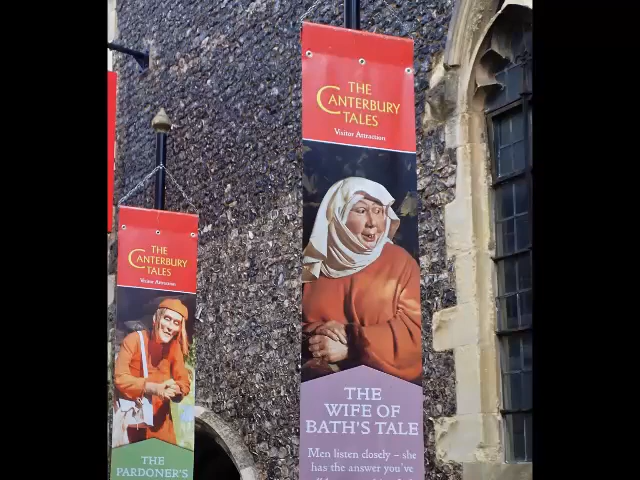 THE
CANTERBURY
TALES
Visitor Attraction
THE
PARDONER'S
THE
CANTERBURY
TALES
Visitor Attraction
THE
WIFE OF
BATH'S TALE
Men listen closely – she
has the answer you've